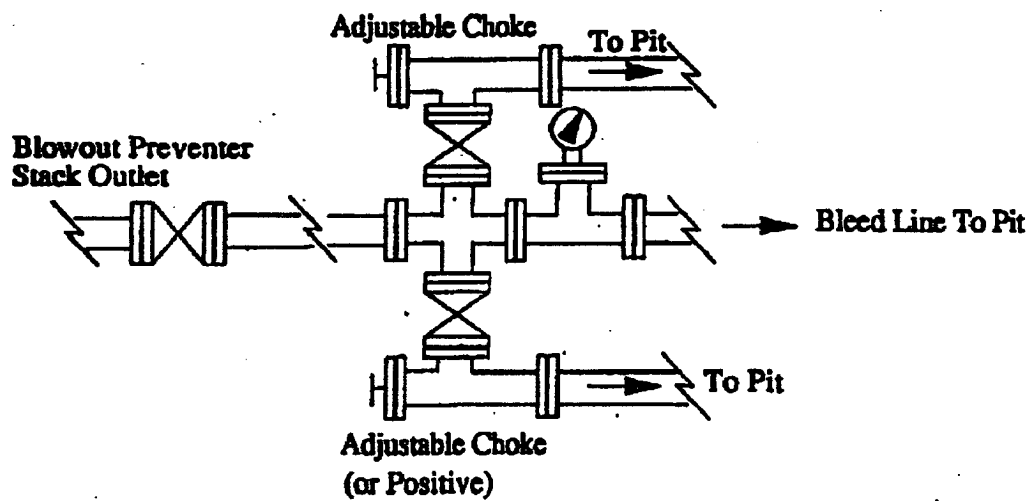 Adjustable Choke
To Pit
Blowout Preventer
Stack Outlet
Bleed Line To Pit
To Pit
Adjustable Choke
(or Positive)